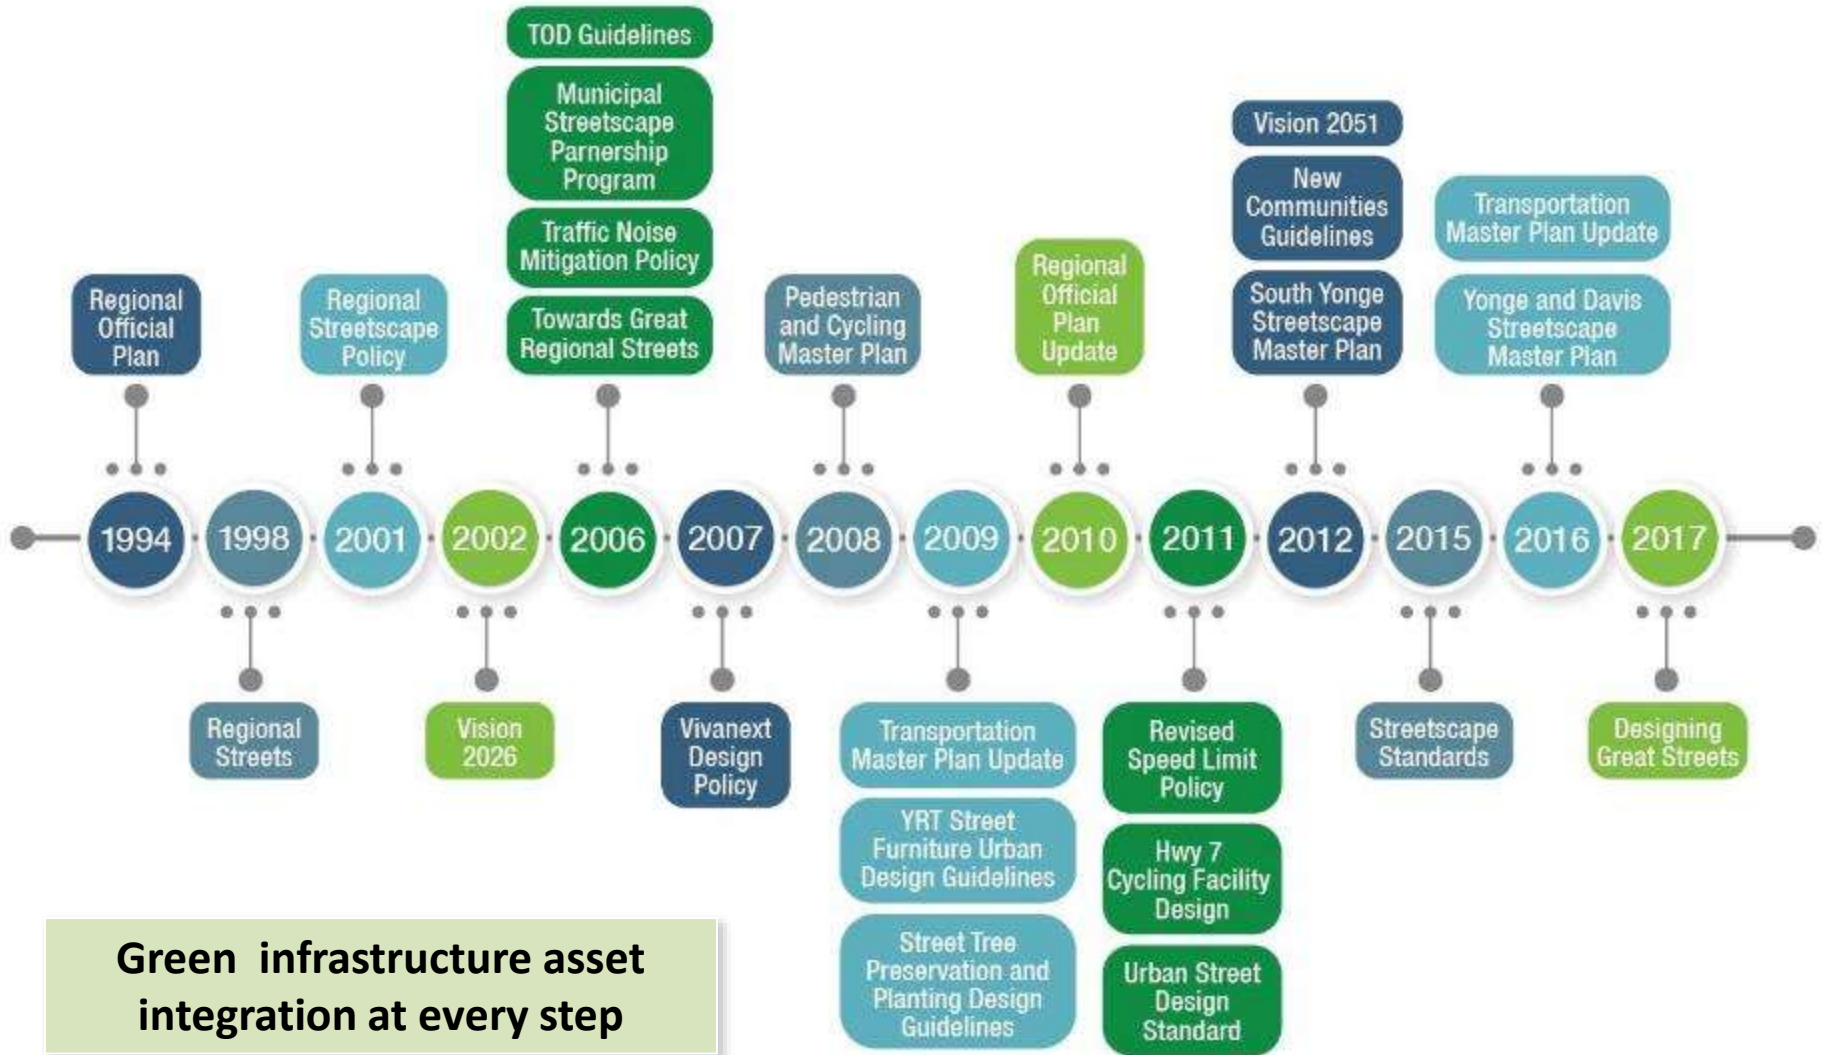 TOD Guidelines
Municipal
Streetscape
Parnership
Program
Traffic Noise
Mitigation Policy
Towards Great
Regional Streets
Vision 2051
New
Communities
Guidelines
South Yonge
Streetscape
Master Plan
Transportation
Master Plan Update
Yonge and Davis
Streetscape
Master Plan
Regional
Official
Plan
Regional
Streetscape
Policy
Pedestrian
and Cycling
Master Plan
Regional
Official
Plan
Update
1994 1998 2001 2002 2006 2007 2008 2009 2010 2011 2012 2015 2016 2017
Regional
Streets
Vision
2026
Vivanext
Design
Policy
Transportation
Master Plan Update
YRT Street
Furniture Urban
Design Guidelines
Street Tree
Preservation and
Planting Design
Guidelines
Revised
Speed Limit
Policy
Hwy 7
Cycling Facility
Design
Urban Street
Design
Standard
Streetscape
Standards
Designing
Great Streets
Green infrastructure asset
integration at every step